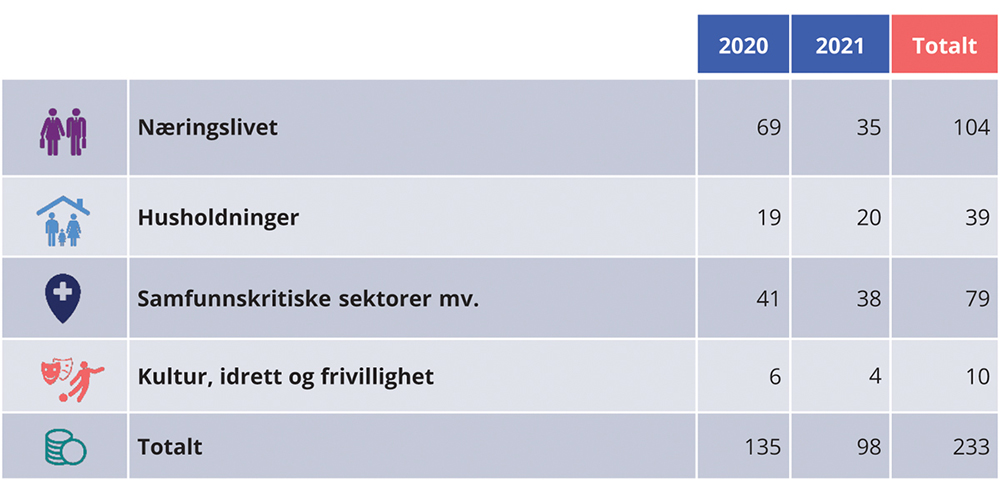 2020 2021 Totalt
Næringslivet 69 35 104
Husholdninger 19 20 39
Samfunnskritiske sektorer mv. 41 38 79
Kultur, idrett og frivillighet 6 4 10
Totalt 135 98 233